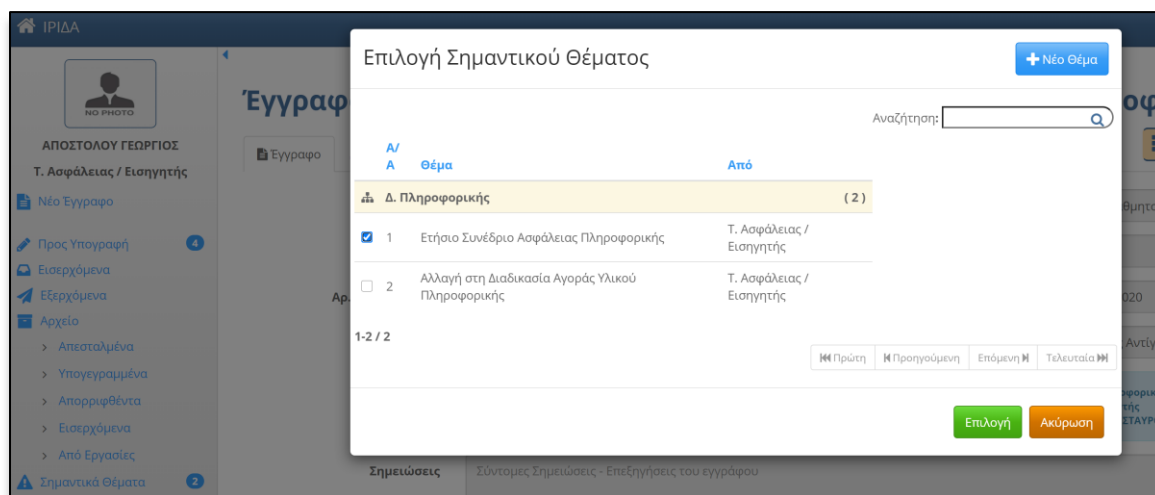 ΙΡΙΔΑ
NO PHOTO
ΑΠΟΣΤΟΛΟΥ ΓΕΩΡΓΙΟΣ
Τ. Ασφάλειας / Εισηγητής
Νέο Έγγραφο
Προς Υπογραφή 4
Εισερχόμενα
Εξερχόμενα
Αρχείο
Απεσταλμένα
Υπογεγραμμένα
Απορριφθέντα
Εισερχόμενα
Από Εργασίες
Σημαντικά Θέματα 2
Έγγραφ
Έγγραφο
Αρ.
Επιλογή Σημαντικού Θέματος
Νέο Θέμα
Αναζήτηση:
Α/
Α Θέμα Από
Δ. Πληροφορικής ( 2 )
1 Ετήσιο Συνέδριο Ασφάλειας Πληροφορικής Τ. Ασφάλειας /
Εισηγητής
2 Αλλαγή στη Διαδικασία Αγοράς Υλικού Τ. Ασφάλειας /
Πληροφορικής Εισηγητής
1-2 / 2
Πρώτη Προηγούμενη Επόμενη Τελευταία
Επιλογή Ακύρωση
Σημειώσεις Σύντομες Σημειώσεις - Επεξηγήσεις του εγγράφου
020